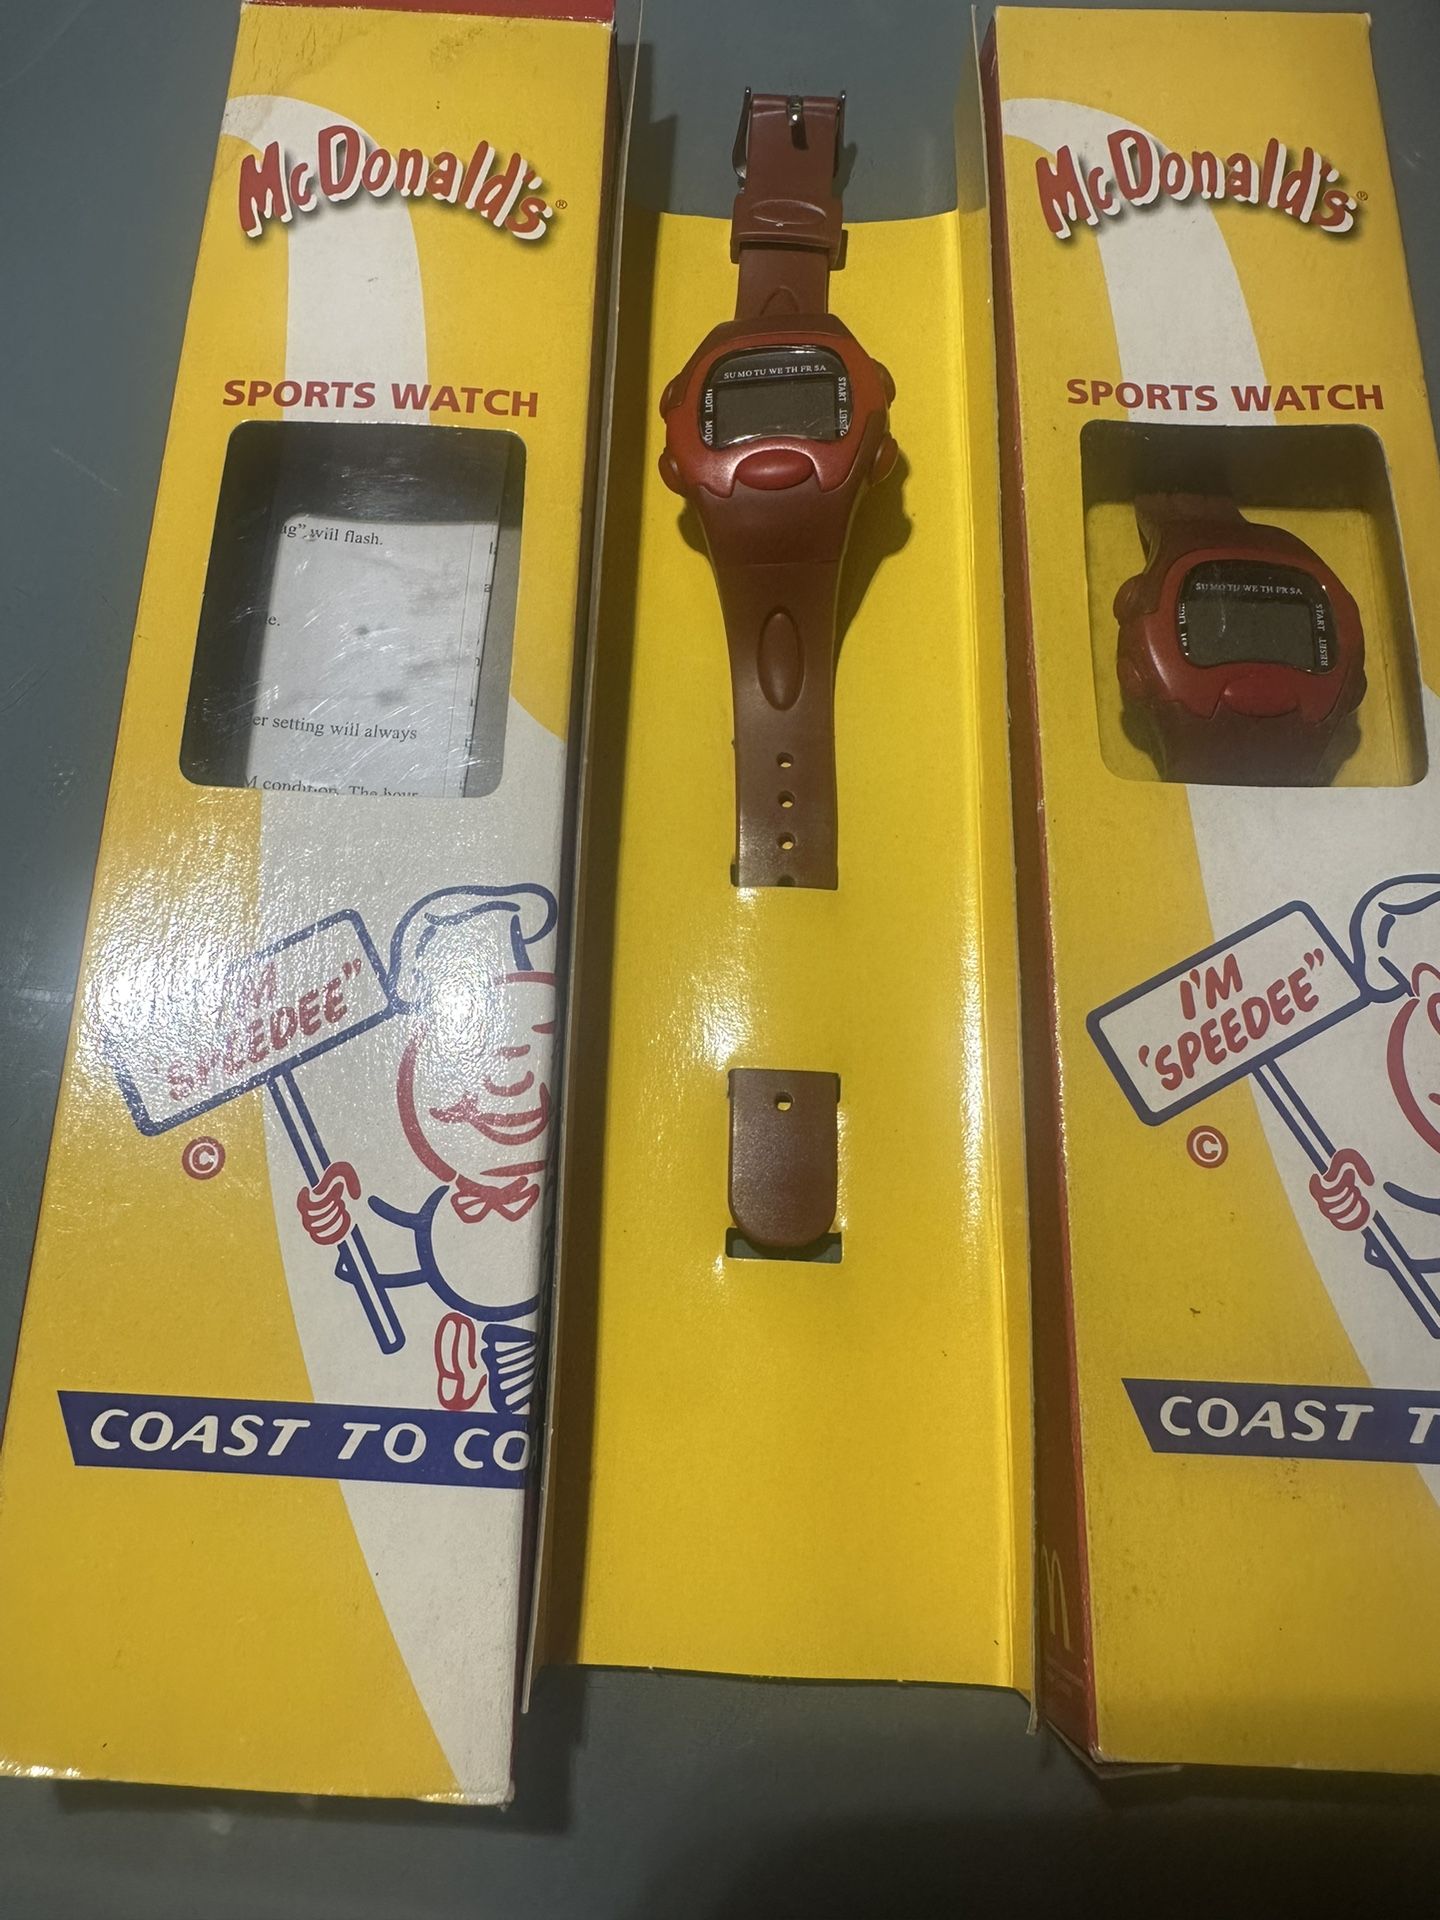 McDonald's®
SPORTS WATCH
will flash.
e.
setting will always
M condition. The hour
I'M
"SPEEDEE"
©
COAST TO CO
SU MO TU WE TH FR SA
LIGHT
START
RESET
McDonald's®
SPORTS WATCH
SU MO TU WE TH FR SA
START
RESET
I'M
'SPEEDEE"
©
COAST T